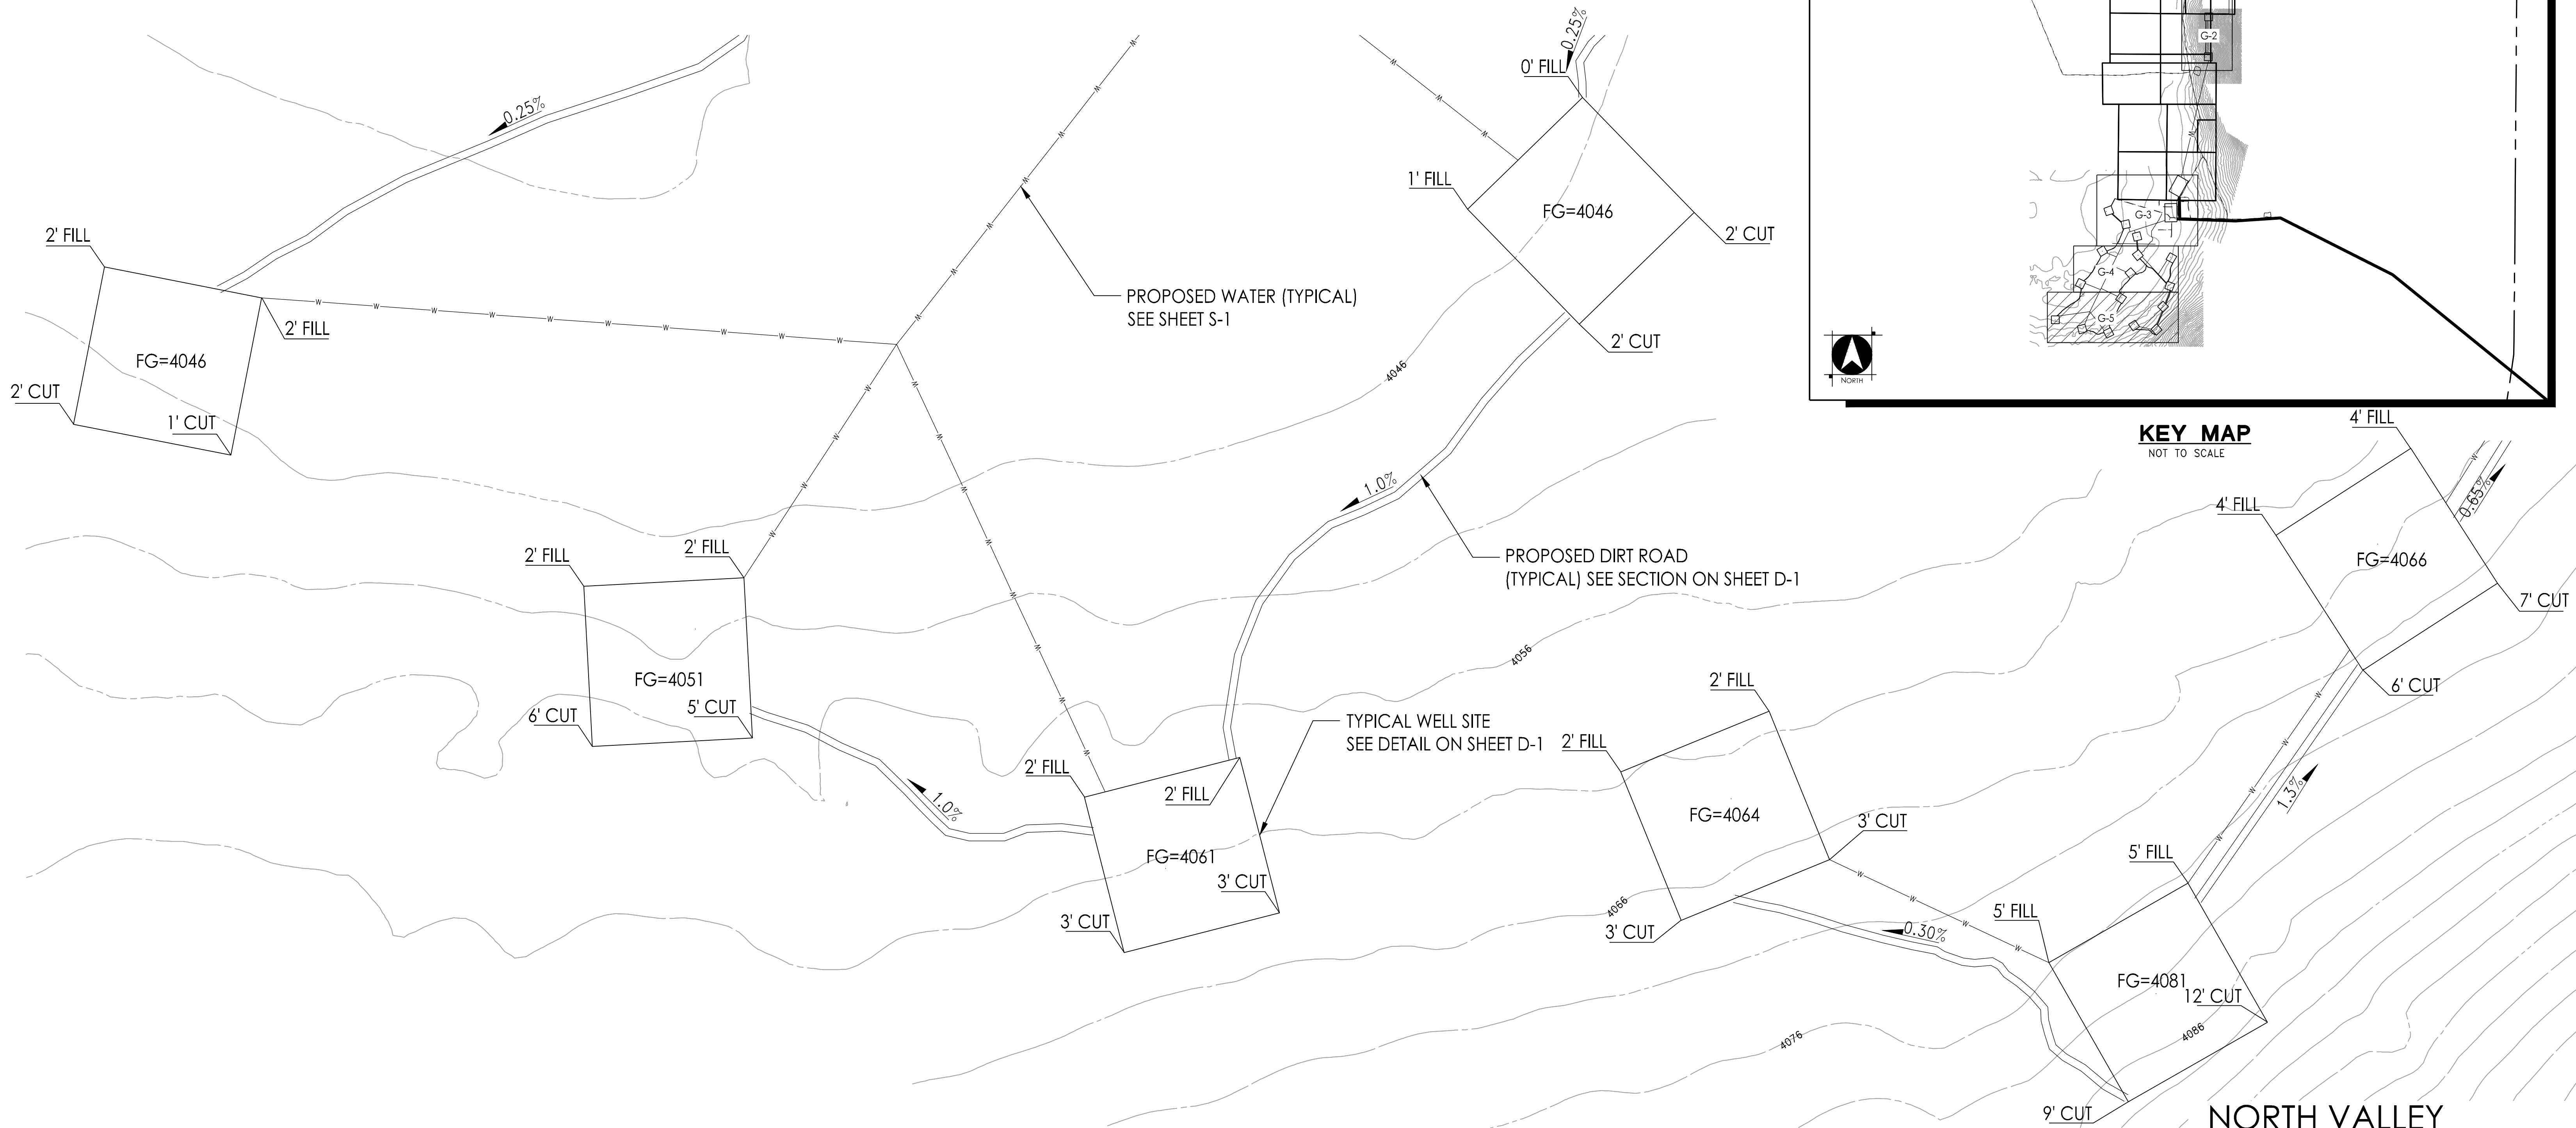 0.25%
2' FILL
2' FILL
FG=4046
2' CUT
1' CUT
PROPOSED WATER (TYPICAL)
SEE SHEET S-1
0.25%
0' FILL
1' FILL
FG=4046
2' CUT
2' CUT
4046
1.0%
PROPOSED DIRT ROAD
(TYPICAL) SEE SECTION ON SHEET D-1
2' FILL
2' FILL
FG=4051
6' CUT
5' CUT
1.0%
TYPICAL WELL SITE
SEE DETAIL ON SHEET D-1
2' FILL
2' FILL
FG=4061
3' CUT
3' CUT
4056
2' FILL
2' FILL
FG=4064
3' CUT
3' CUT
4066
0.30%
4076
5' FILL
5' FILL
FG=4081
12' CUT
4086
9' CUT
1.3%
4' FILL
4' FILL
FG=4066
7' CUT
6' CUT
0.65%
G-2
G-3
G-4
G-5
NORTH
KEY MAP
NOT TO SCALE
NORTH VALLEY